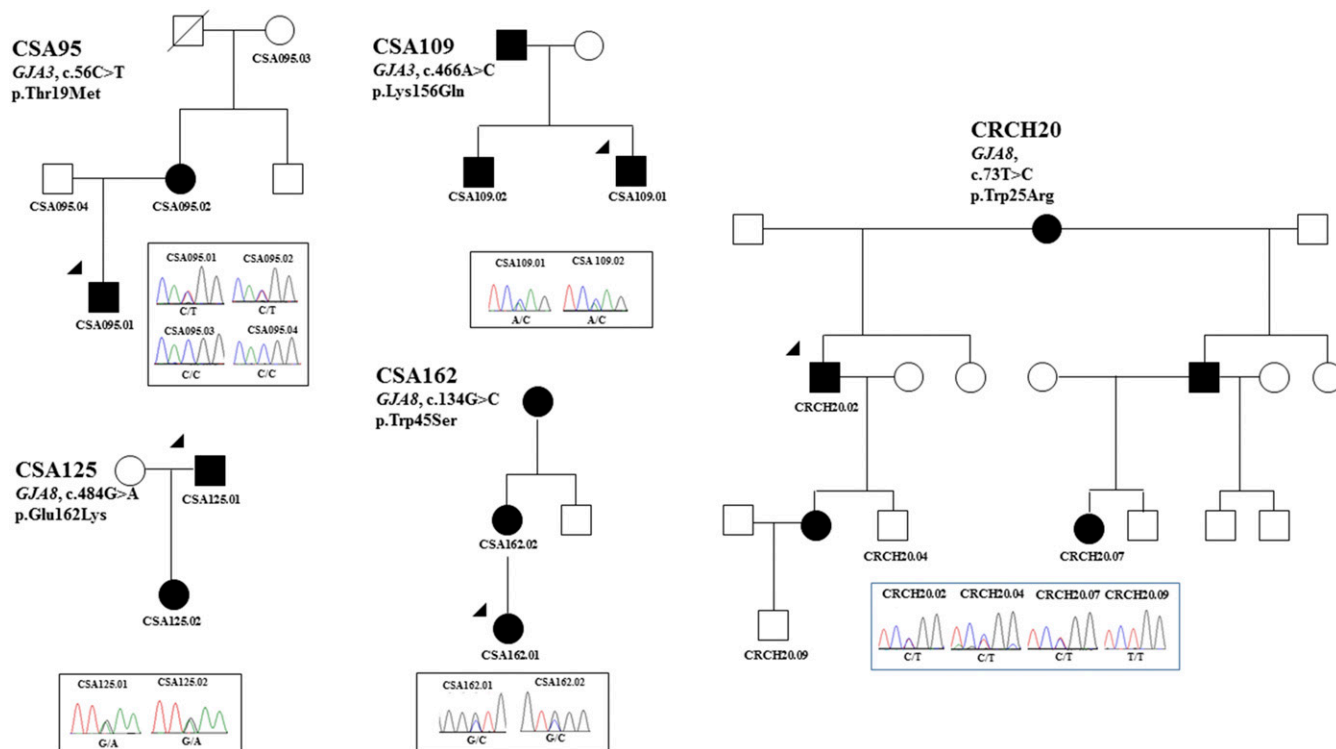 CSA95
GJA3, c.56C>T
p.Thr19Met
CSA095.03
CSA095.04
CSA095.02
CSA095.01
CSA095.01 CSA095.02
C/T C/T
CSA095.03 CSA095.04
C/C C/C
CSA109
GJA3, c.466A>C
p.Lys156Gln
CSA109.02
CSA109.01
CSA109.01 CSA 109.02
A/C A/C
CSA125
GJA8, c.484G>A
p.Glu162Lys
CSA125.01
CSA125.02
CSA125.01 CSA125.02
G/A G/A
CSA162
GJA8, c.134G>C
p.Trp45Ser
CSA162.02
CSA162.01
CSA162.01 CSA162.02
G/C G/C
CRCH20
GJA8,
c.73T>C
p.Trp25Arg
CRCH20.02
CRCH20.04
CRCH20.07
CRCH20.09
CRCH20.02 CRCH20.04 CRCH20.07 CRCH20.09
C/T C/T C/T T/T